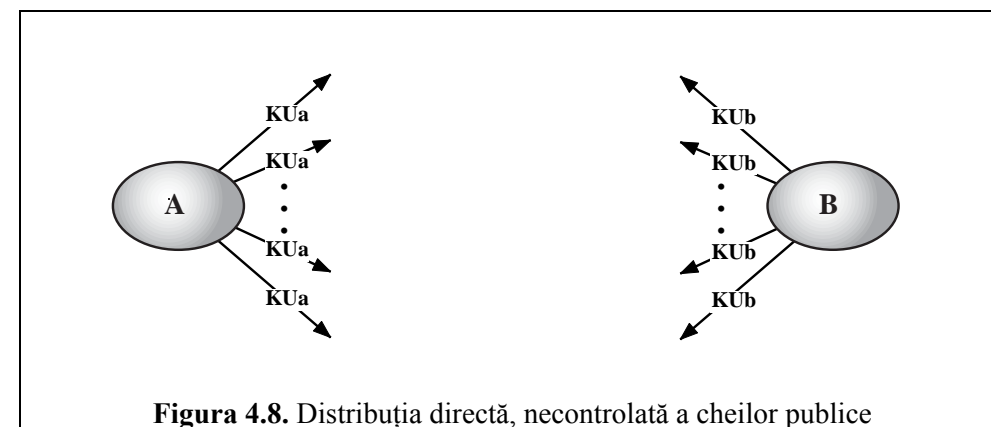 KUa
KUb
KUa
KUb
A
B
KUa
KUb
KUa
KUb
Figura 4.8. Distribuția directă, necontrolată a cheilor publice